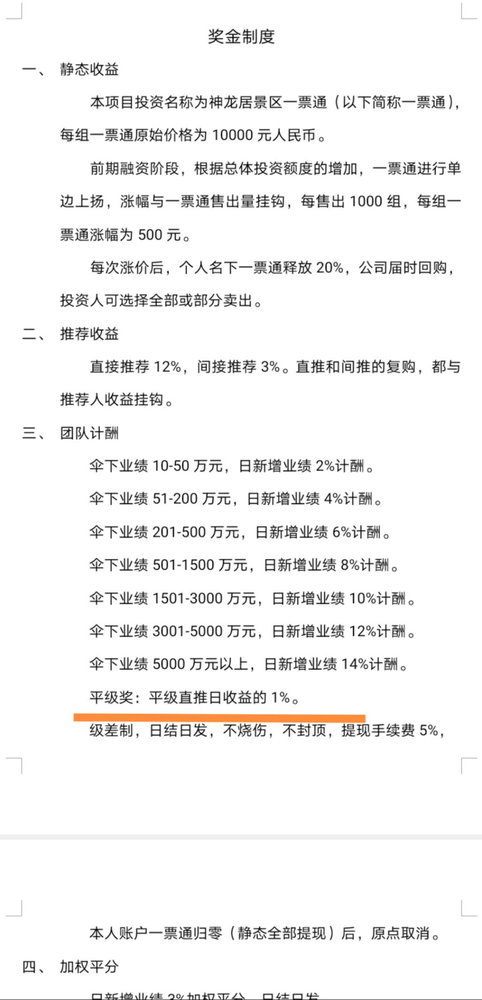 奖金制度
一、 静态收益
本项目投资名称为神龙居景区一票通（以下简称一票通），
每组一票通原始价格为 10000 元人民币。
前期融资阶段，根据总体投资额度的增加，一票通进行单
边上扬，涨幅与一票通售出量挂钩，每售出 1000 组，每组一
票通涨幅为 500 元。
每次涨价后，个人名下一票通释放 20%，公司届时回购，
投资人可选择全部或部分卖出。
二、 推荐收益
直接推荐 12%，间接推荐 3%。直推和间推的复购，都与
推荐人收益挂钩。
三、 团队计酬
伞下业绩 10-50 万元，日新增业绩 2%计酬。
伞下业绩 51-200 万元，日新增业绩 4%计酬。
伞下业绩 201-500 万元，日新增业绩 6%计酬。
伞下业绩 501-1500 万元，日新增业绩 8%计酬。
伞下业绩 1501-3000 万元，日新增业绩 10%计酬。
伞下业绩 3001-5000 万元，日新增业绩 12%计酬。
伞下业绩 5000 万元以上，日新增业绩 14%计酬。
平级奖：平级直推日收益的 1%。
级差制，日结日发，不烧伤，不封顶，提现手续费 5%，
本人账户一票通归零（静态全部提现）后，原点取消。
四、 加权平分
日新增业绩 3%加权平分，日结日发